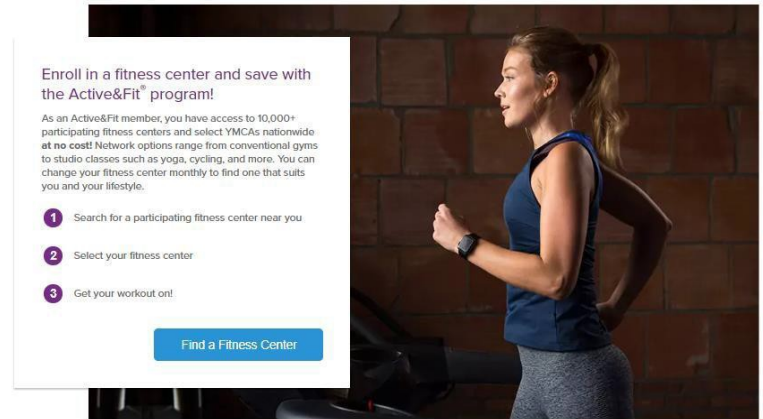 Enroll in a fitness center and save with
the Active&Fit® program!
As an Active&Fit member, you have access to 10,000+
participating fitness centers and select YMCAs nationwide
at no cost! Network options range from conventional gyms
to studio classes such as yoga, cycling, and more. You can
change your fitness center monthly to find one that suits
you and your lifestyle.
1 Search for a participating fitness center near you
2 Select your fitness center
3 Get your workout on!
Find a Fitness Center